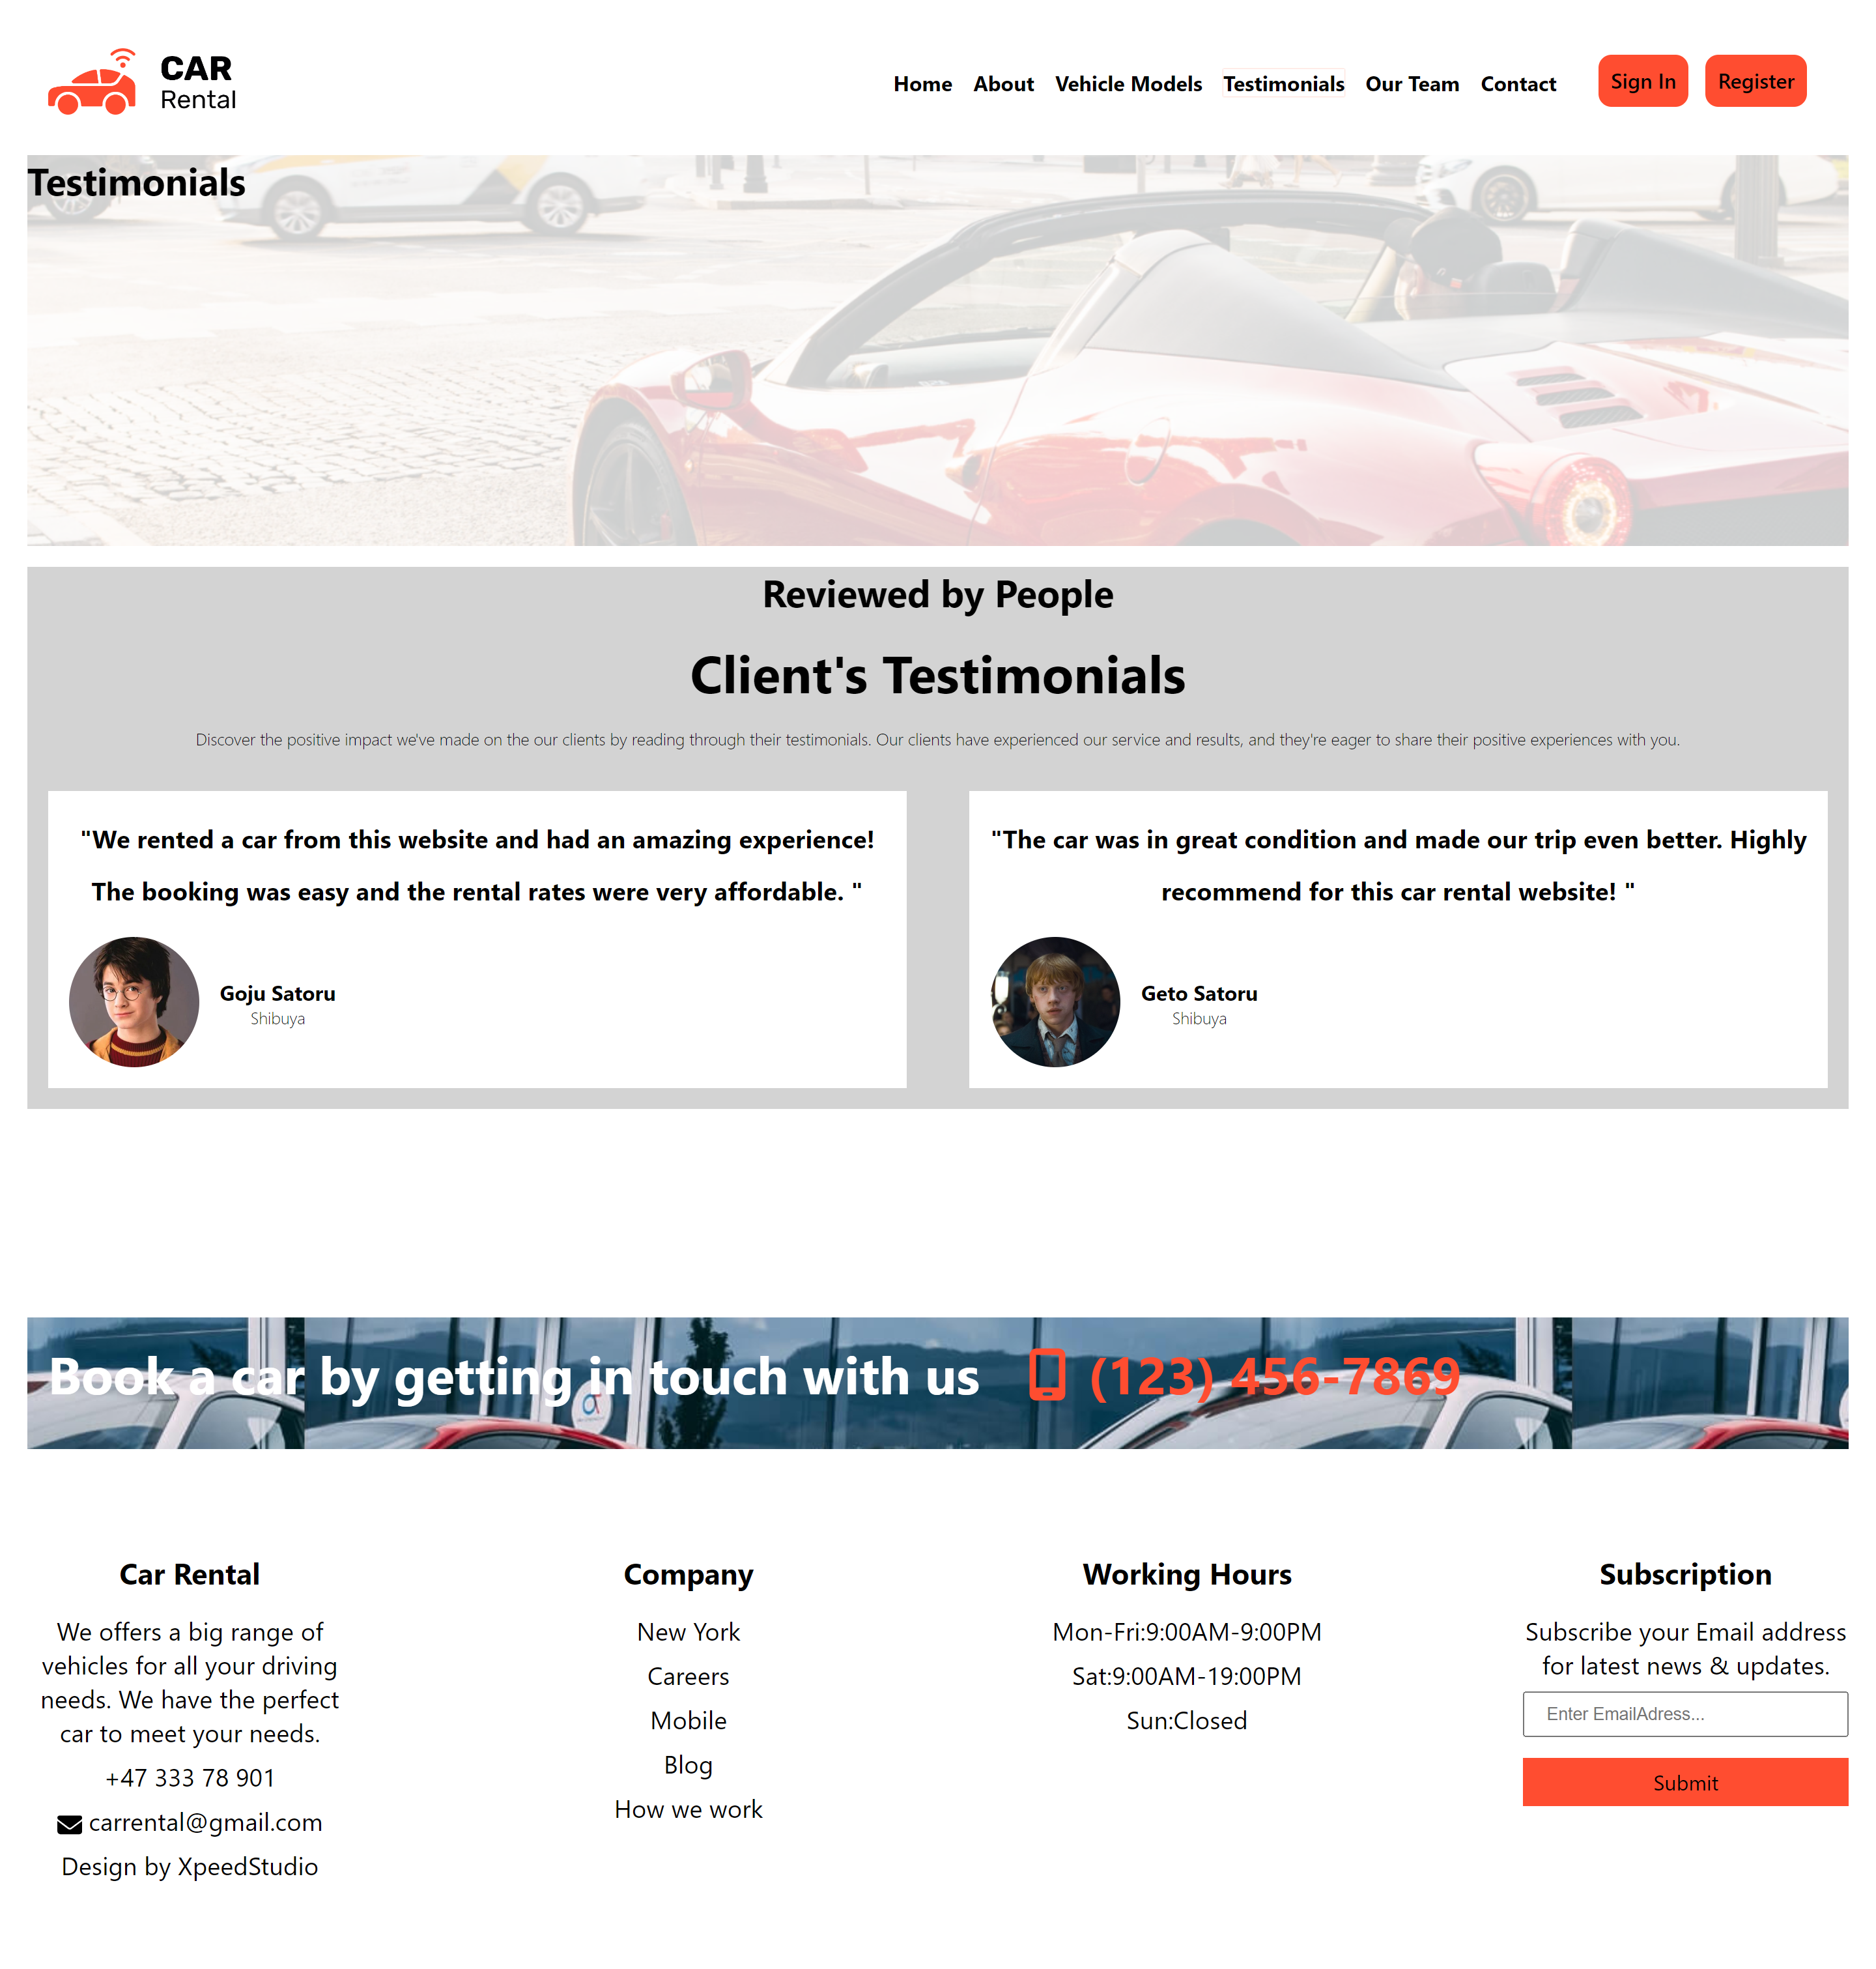 CAR
Rental
Home About Vehicle Models Testimonials Our Team Contact Sign In Register
Testimonials
Reviewed by People
Client's Testimonials
Discover the positive impact we've made on the our clients by reading through their testimonials. Our clients have experienced our service and results, and they're eager to share their positive experiences with you.
"We rented a car from this website and had an amazing experience!
The booking was easy and the rental rates were very affordable. "
Goju Satoru
Shibuya
"The car was in great condition and made our trip even better. Highly
recommend for this car rental website! "
Geto Satoru
Shibuya
Book a car by getting in touch with us (123) 456-7869
Car Rental
We offers a big range of
vehicles for all your driving
needs. We have the perfect
car to meet your needs.
+47 333 78 901
carrental@gmail.com
Design by XpeedStudio
Company
New York
Careers
Mobile
Blog
How we work
Working Hours
Mon-Fri:9:00AM-9:00PM
Sat:9:00AM-19:00PM
Sun:Closed
Subscription
Subscribe your Email address
for latest news & updates.
Enter EmailAdress...
Submit